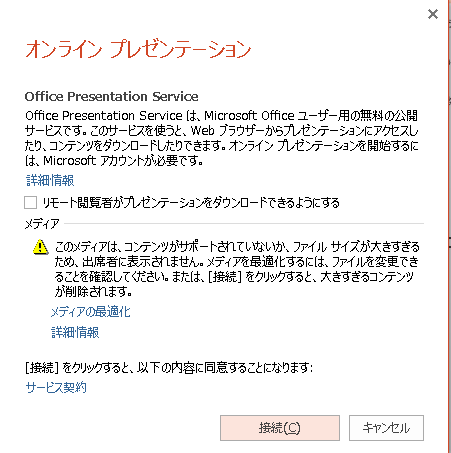 オンライン プレゼンテーション
Office Presentation Service
Office Presentation Service は、Microsoft Office ユーザー用の無料の公開
サービスです。このサービスを使うと、Web ブラウザーからプレゼンテーションにアクセスし
たり、コンテンツをダウンロードしたりできます。オンライン プレゼンテーションを開始するに
は、Microsoft アカウントが必要です。
詳細情報
リモート閲覧者がプレゼンテーションをダウンロードできるようにする
メディア
このメディアは、コンテンツがサポートされていないか、ファイル サイズが大きすぎる
ため、出席者に表示されません。メディアを最適化するには、ファイルを変更でき
ることを確認してください。または、[接続] をクリックすると、大きすぎるコンテンツ
が削除されます。
メディアの最適化
詳細情報
[接続] をクリックすると、以下の内容に同意することになります:
サービス契約
接続(C)
キャンセル